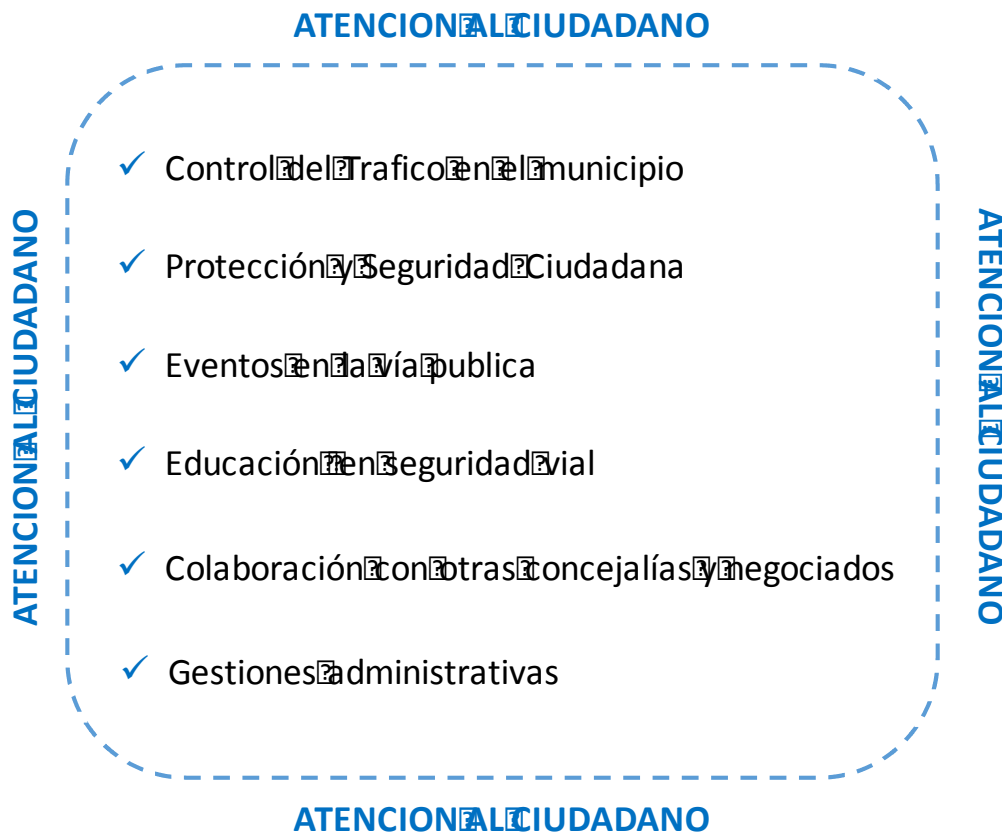 ATENCION AL CIUDADANO
✓ Control del Trafico en el municipio
✓ Protección y Seguridad Ciudadana
✓ Eventos en la vía publica
✓ Educación en seguridad vial
✓ Colaboración con otras concejalías y negociados
✓ Gestiones administrativas
ATENCION AL CIUDADANO
ATENCION AL CIUDADANO
ATENCION AL CIUDADANO